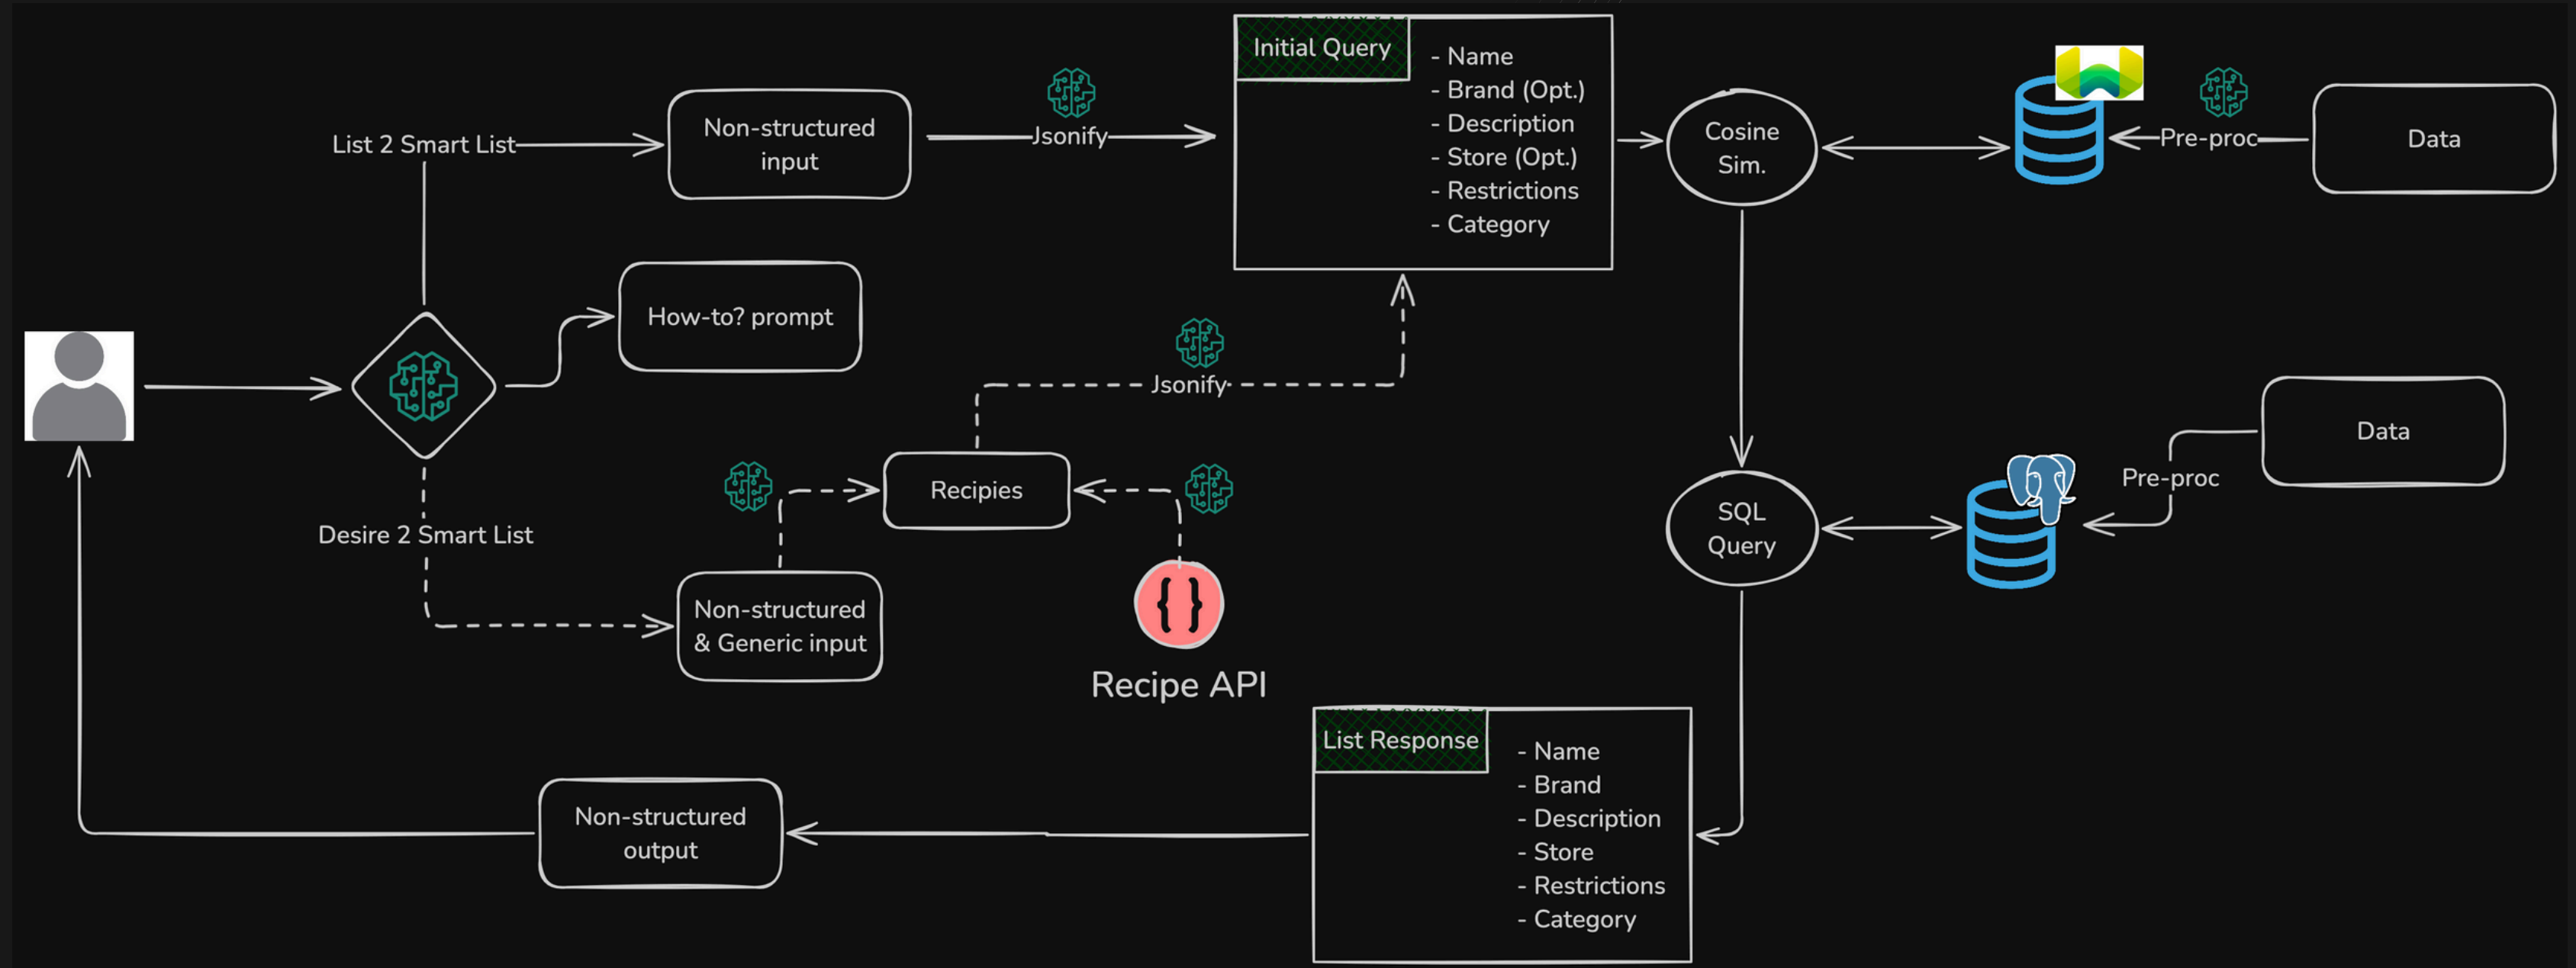 Initial Query
- Name
- Brand (Opt.)
- Description
- Store (Opt.)
- Restrictions
- Category
List 2 Smart List
Non-structured
input
Jsonify
Cosine
Sim.
Pre-proc
Data
How-to? prompt
Jsonify
Recipies
Desire 2 Smart List
Non-structured
& Generic input
{ }
Recipe API
SQL
Query
Pre-proc
Data
List Response
- Name
- Brand
- Description
- Store
- Restrictions
- Category
Non-structured
output